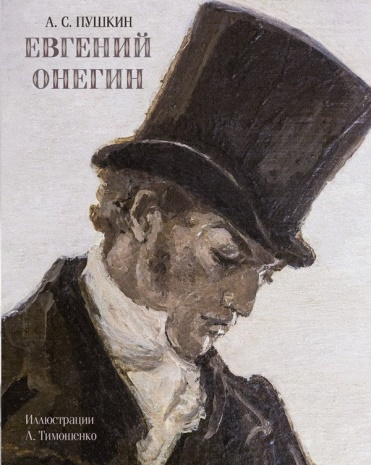 А. С. ПУШКИН
ЕВГЕНИЙ
ОНЕГИН
Иллюстрации
А. Тимошенко